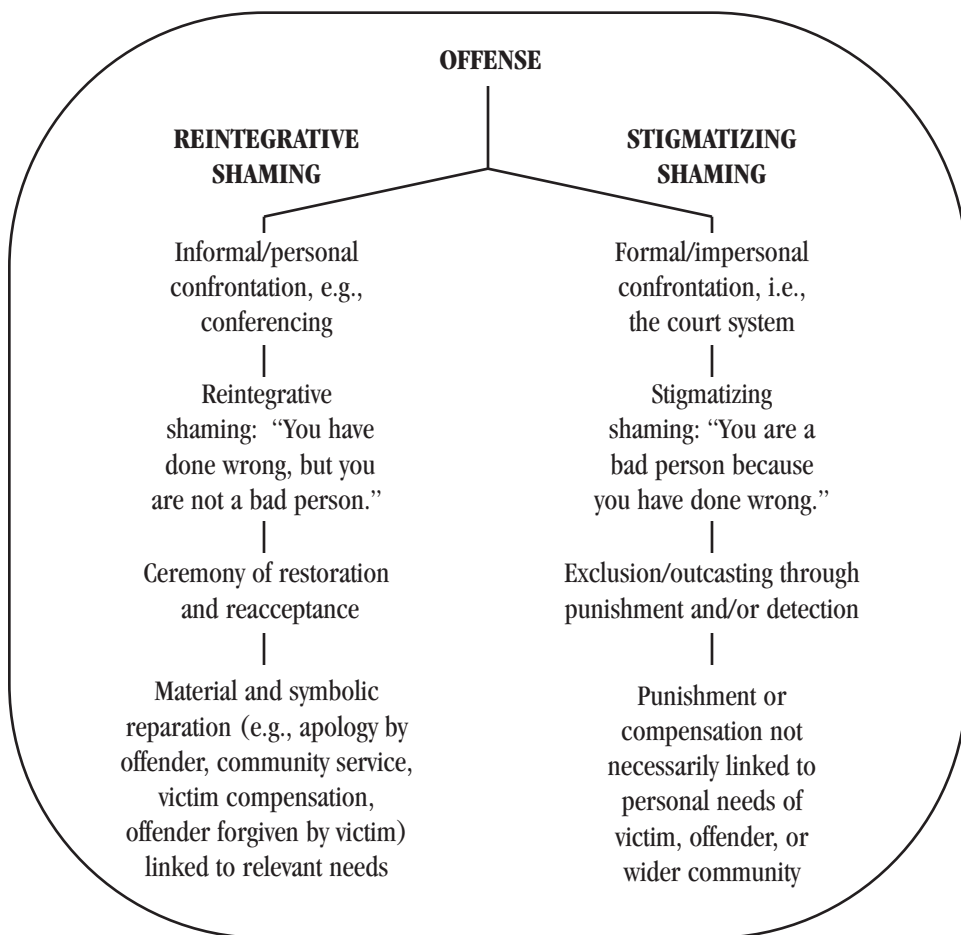 OFFENSE
REINTEGRATIVE
SHAMING
Informal/personal
confrontation, e.g.,
conferencing
Reintegrative
shaming: “You have
done wrong, but you
are not a bad person.”
Ceremony of restoration
and reacceptance
Material and symbolic
reparation (e.g., apology by
offender, community service,
victim compensation,
offender forgiven by victim)
linked to relevant needs
STIGMATIZING
SHAMING
Formal/impersonal
confrontation, i.e.,
the court system
Stigmatizing
shaming: “You are a
bad person because
you have done wrong.”
Exclusion/outcasting through
punishment and/or detection
Punishment or
compensation not
necessarily linked to
personal needs of
victim, offender, or
wider community